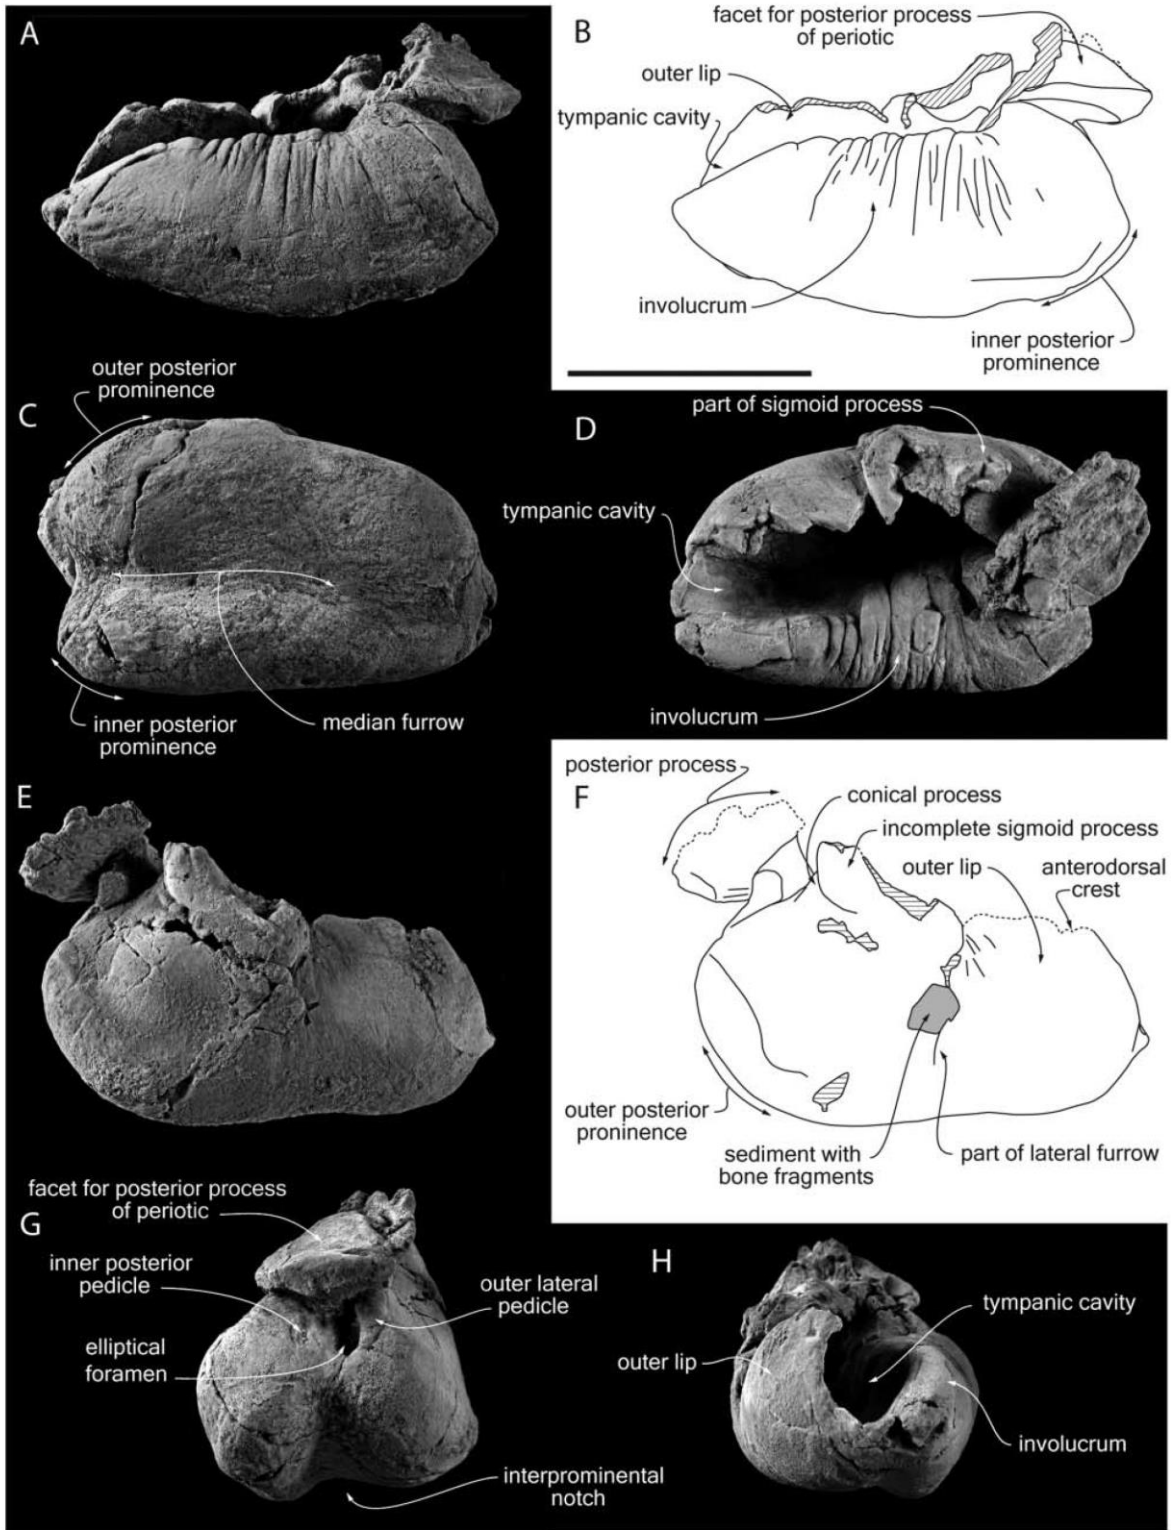 A
B
facet for posterior process
of periotic
outer lip
tympanic cavity
involucrum
inner posterior
prominence
outer posterior
prominence
C
part of sigmoid process
D
tympanic cavity
inner posterior
prominence
median furrow
involucrum
E
posterior process
F
conical process
incomplete sigmoid process
outer lip
anterodorsal
crest
outer posterior
proninence
sediment with
bone fragments
part of lateral furrow
facet for posterior process
of periotic
G
inner posterior
pedicle
outer lateral
pedicle
elliptical
foramen
interprominental
notch
H
tympanic cavity
outer lip
involucrum